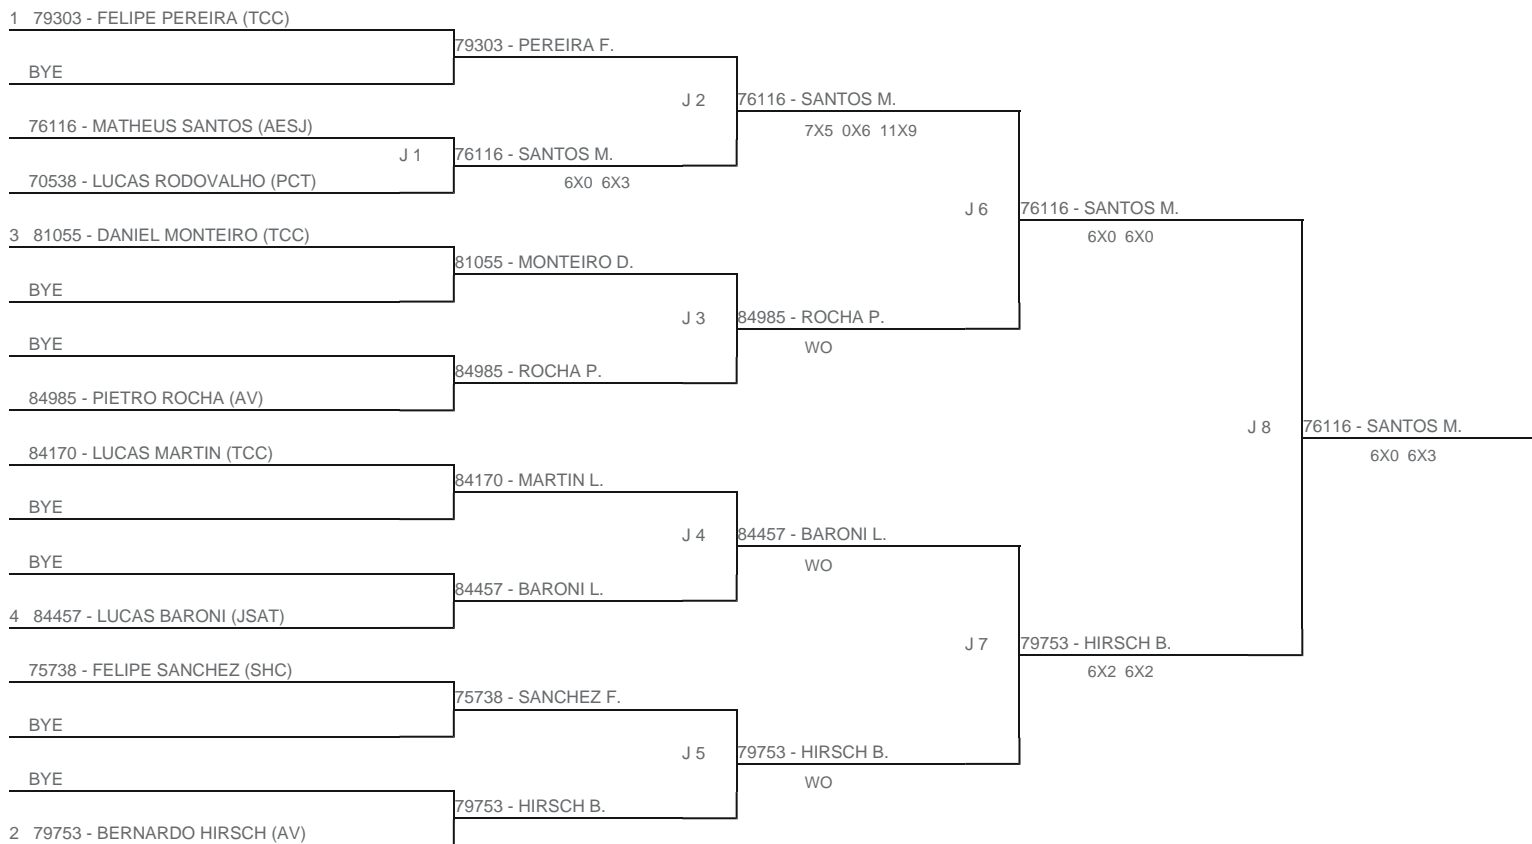 1 79303 - FELIPE PEREIRA (TCC)
79303 - PEREIRA F.
BYE
J 2
76116 - SANTOS M.
76116 - MATHEUS SANTOS (AESJ)
7X5 0X6 11X9
J 1
76116 - SANTOS M.
70538 - LUCAS RODOVALHO (PCT)
6X0 6X3
J 6
76116 - SANTOS M.
3 81055 - DANIEL MONTEIRO (TCC)
6X0 6X0
81055 - MONTEIRO D.
BYE
J 3
84985 - ROCHA P.
BYE
WO
84985 - ROCHA P.
84985 - PIETRO ROCHA (AV)
J 8
76116 - SANTOS M.
84170 - LUCAS MARTIN (TCC)
6X0 6X3
84170 - MARTIN L.
BYE
J 4
84457 - BARONI L.
BYE
WO
84457 - BARONI L.
4 84457 - LUCAS BARONI (JSAT)
J 7
79753 - HIRSCH B.
75738 - FELIPE SANCHEZ (SHC)
6X2 6X2
75738 - SANCHEZ F.
BYE
J 5
79753 - HIRSCH B.
BYE
WO
79753 - HIRSCH B.
2 79753 - BERNARDO HIRSCH (AV)